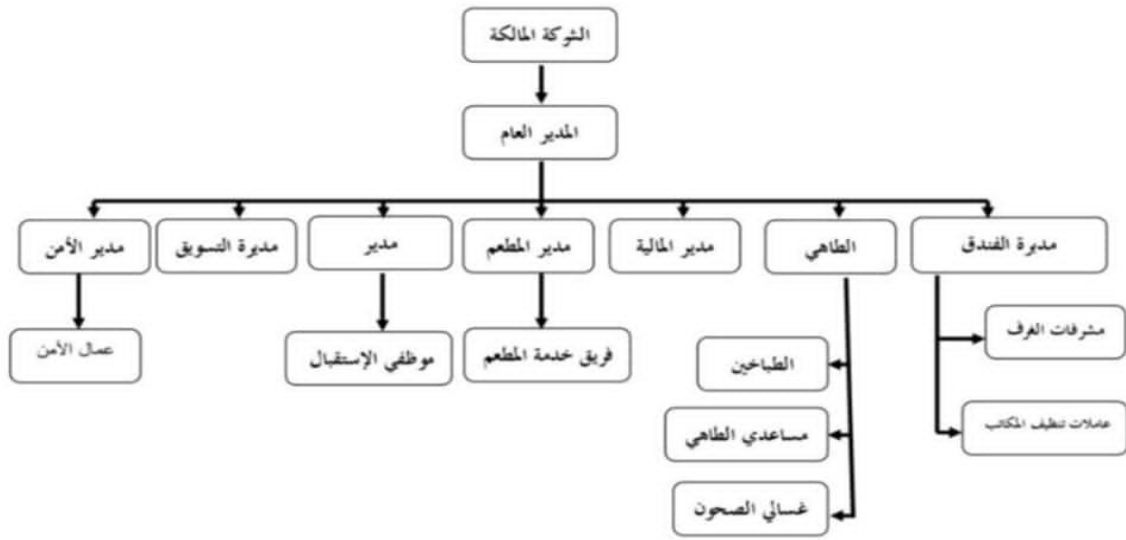 الشركة المالكة
المدير العام
مديرة الفندق
الطاهي
مدير المالية
مدير المطعم
مدير
مديرة التسويق
مدير الأمن
مشرفات الغرف
عاملات تنظيف المكاتب
الطباخين
مساعدي الطاهي
غسالي الصحون
فريق خدمة المطعم
موظفي الإستقبال
عمال الأمن